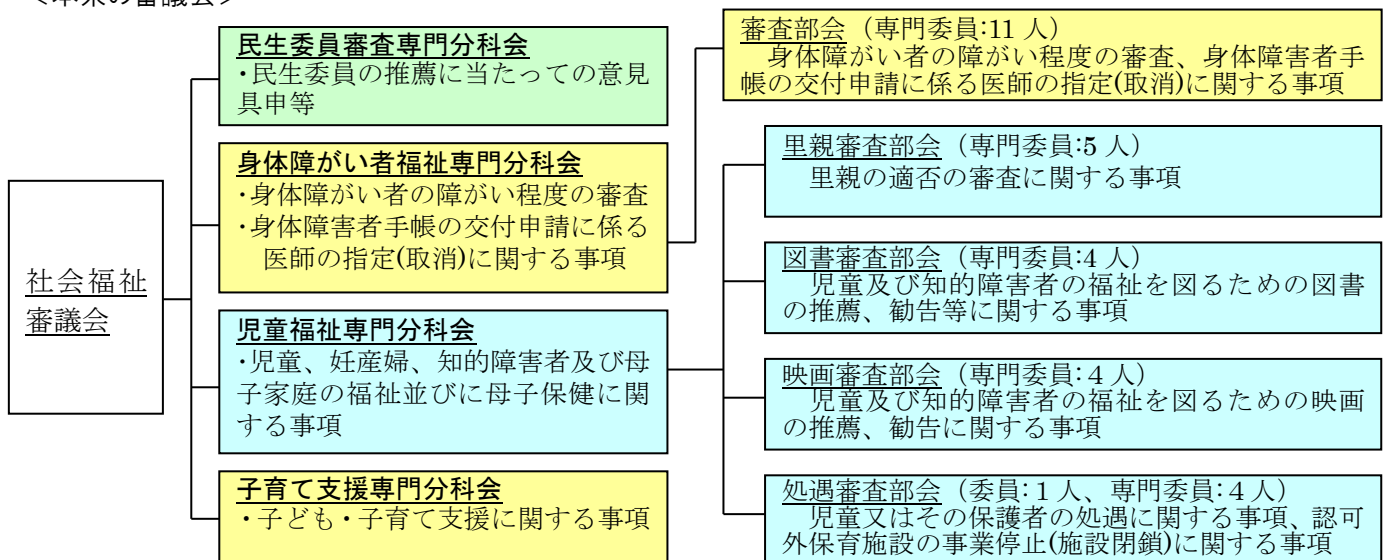 社会福祉
審議会
民生委員審査専門分科会
・民生委員の推薦に当たっての意見
具申等
身体障がい者福祉専門分科会
・身体障がい者の障がい程度の審査
・身体障害者手帳の交付申請に係る
医師の指定(取消)に関する事項
児童福祉専門分科会
・児童、妊産婦、知的障害者及び母
子家庭の福祉並びに母子保健に関
する事項
子育て支援専門分科会
・子ども・子育て支援に関する事項
審査部会（専門委員:11 人）
身体障がい者の障がい程度の審査、身体障害者手
帳の交付申請に係る医師の指定(取消)に関する事項
里親審査部会（専門委員:5 人）
里親の適否の審査に関する事項
図書審査部会（専門委員:4 人）
児童及び知的障害者の福祉を図るための図書
の推薦、勧告等に関する事項
映画審査部会（専門委員:4 人）
児童及び知的障害者の福祉を図るための映画
の推薦、勧告に関する事項
処遇審査部会（委員:1 人、専門委員:4 人）
児童又はその保護者の処遇に関する事項、認可
外保育施設の事業停止(施設閉鎖)に関する事項